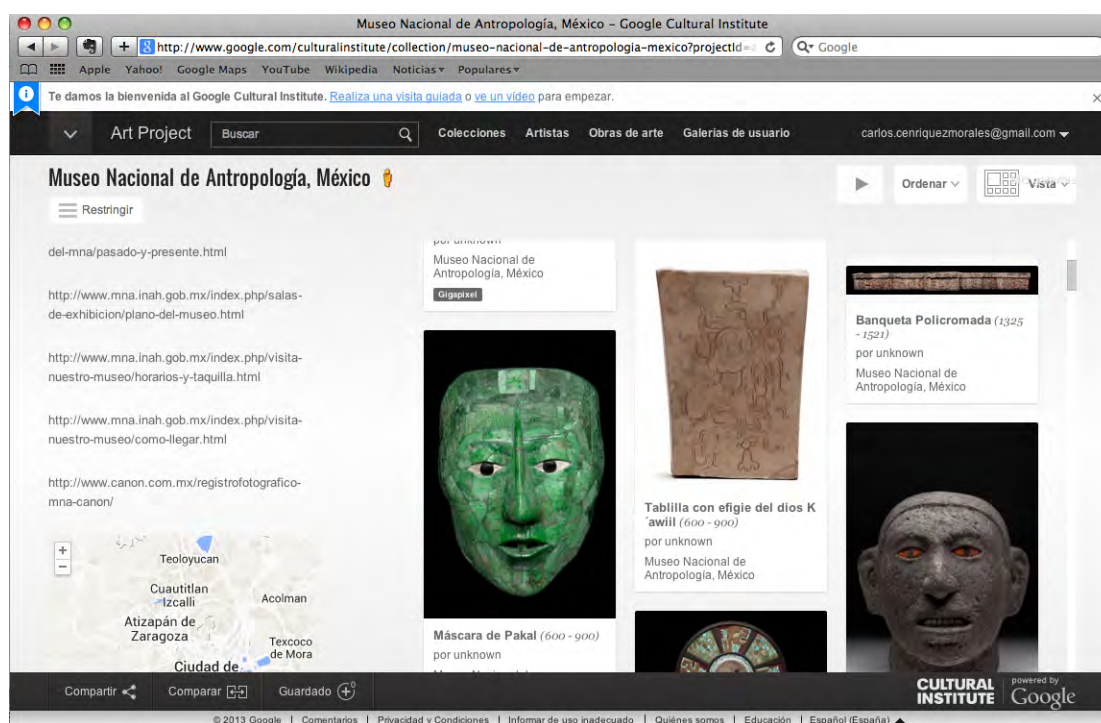 Museo Nacional de Antropología, México – Google Cultural Institute
http://www.google.com/culturalinstitute/collection/museo-nacional-de-antropologia-mexico?projectId=
Google
Apple Yahoo! Google Maps YouTube Wikipedia Noticias Populares
Te damos la bienvenida al Google Cultural Institute. Realiza una visita guiada o ve un vídeo para empezar.
Art Project Buscar Colecciones Artistas Obras de arte Galerías de usuario carlos.cenriquezmorales@gmail.com
Museo Nacional de Antropología, México
Ordenar Vista
Restringir
del-mna/pasado-y-presente.html
http://www.mna.inah.gob.mx/index.php/salas-
de-exhibicion/plano-del-museo.html
http://www.mna.inah.gob.mx/index.php/visita-
nuestro-museo/horarios-y-taquilla.html
http://www.mna.inah.gob.mx/index.php/visita-
nuestro-museo/como-llegar.html
http://www.canon.com.mx/registrofotografico-
mna-canon/
+
−
Teoloyucan
Cuautitlan
Izcalli
Acolman
Atizapán de
Zaragoza
Texcoco
de Mora
Ciudad de
por unknown
Museo Nacional de
Antropología, México
Gigapixel
Máscara de Pakal (600 - 900)
por unknown
Tablilla con efigie del dios K
´awiil (600 - 900)
por unknown
Museo Nacional de
Antropología, México
Banqueta Policromada (1325
- 1521)
por unknown
Museo Nacional de
Antropología, México
Compartir Comparar Guardado 0
CULTURAL
INSTITUTE
powered by
Google
© 2013 Google | Comentarios | Privacidad y Condiciones | Informar de uso inadecuado | Quiénes somos | Educación | Español (España)